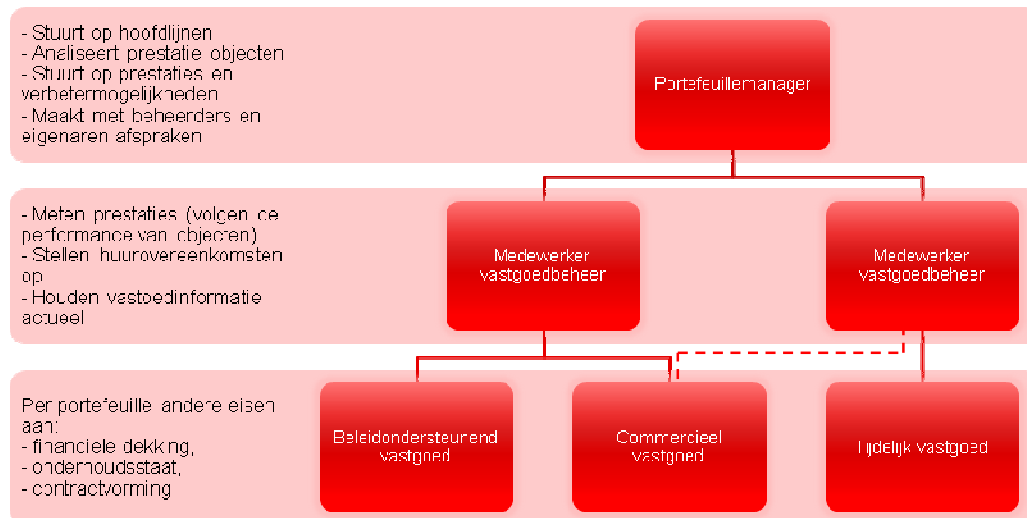 - Stuurt op hoofdlijnen
- Analiseert prestatie objecten
- Stuurt op prestaties en
verbetermogelijkheden
- Maakt met beheerders en
eigenaren afspraken
Portefeuillemanager
- Meten prestaties (volgen de
performance van objecten)
- Stellen huurovereenkomsten
op
- Houden vastoedinformatie
actueel
Medewerker
vastgoedbeheer
Medewerker
vastgoedbeheer
Per portefeuille andere eisen
aan:
- financiele dekking,
- onderhoudsstaat,
- contractvorming
Beleidondersteunend
vastgoed
Commercieel
vastgoed
Tijdelijk vastgoed